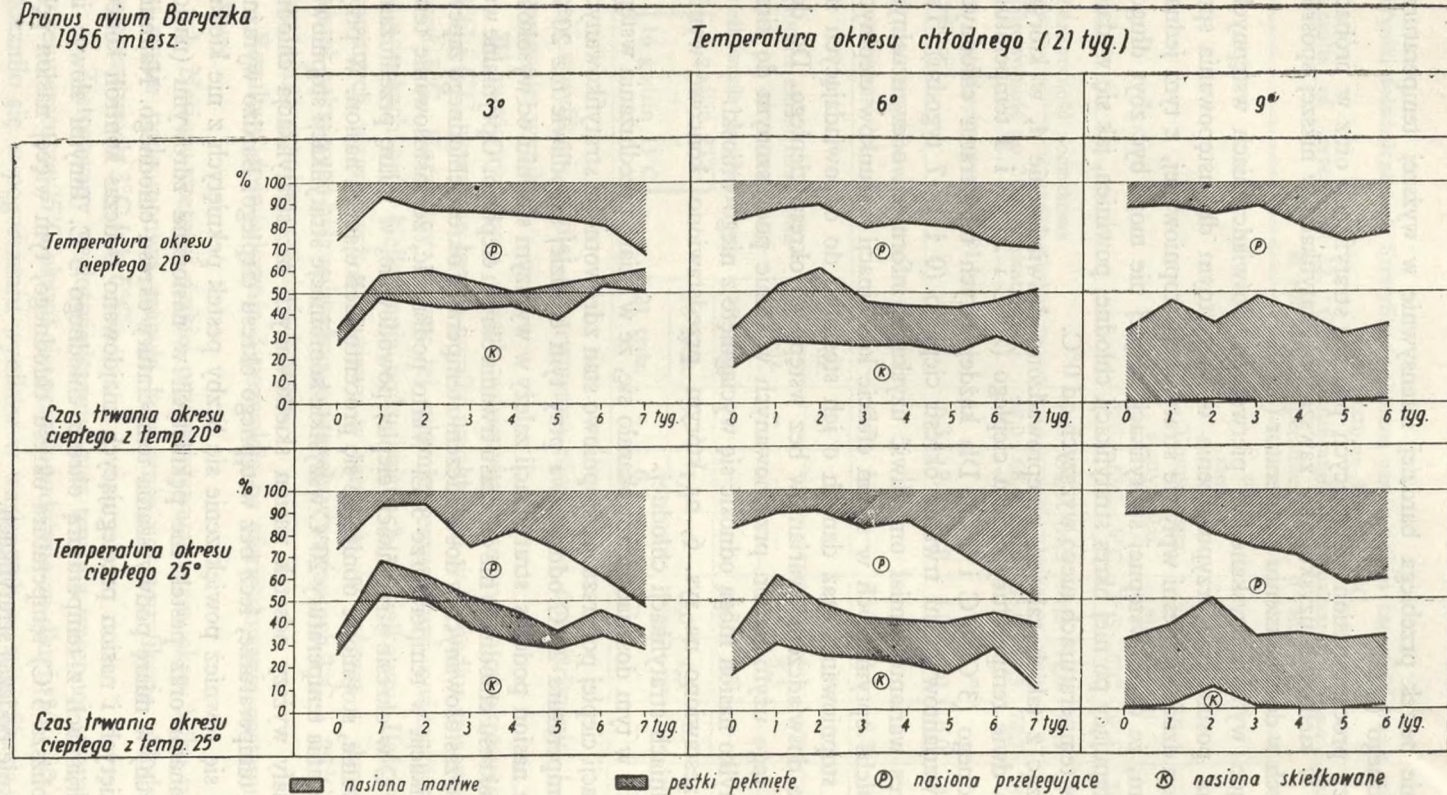 Prunus avium Baryczka
1956 miesz.
Temperatura okresu chłodnego (21 tyg.)
3° 6° 9°
Temperatura okresu
ciepłego 20°
% 100
90
80
70
60
50
40
30
20
10
0
P
K
P
K
P
Czas trwania okresu
ciepłego z temp. 20°
0 1 2 3 4 5 6 7 tyg.
0 1 2 3 4 5 6 7 tyg.
0 1 2 3 4 5 6 tyg.
Temperatura okresu
ciepłego 25°
% 100
90
80
70
60
50
40
30
20
10
0
P
K
P
K
P
K
Czas trwania okresu
ciepłego z temp. 25°
0 1 2 3 4 5 6 7 tyg.
0 1 2 3 4 5 6 7 tyg.
0 1 2 3 4 5 6 tyg.
nasiona martwe pestki pęknięte P nasiona przelegujące K nasiona skiełkowane